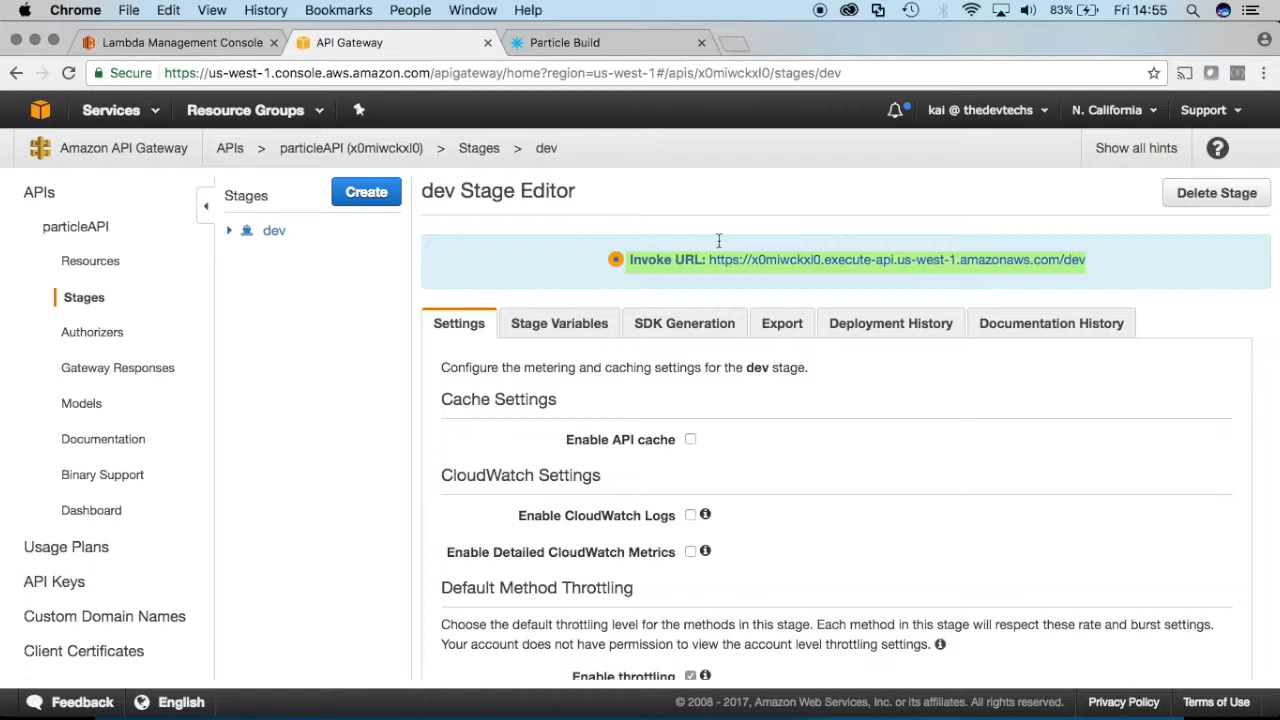 Chrome File Edit View History Bookmarks People Window Help 83% Fri 14:55
Lambda Management Console API Gateway Particle Build
Secure https://us-west-1.console.aws.amazon.com/apigateway/home?region=us-west-1#/apis/x0miwckxl0/stages/dev
Services Resource Groups kai @ thedevtechs N. California Support
Amazon API Gateway APIs > particleAPI (x0miwckxl0) > Stages > dev Show all hints ?
APIs
particleAPI
Resources
Stages
Authorizers
Gateway Responses
Models
Documentation
Binary Support
Dashboard
Usage Plans
API Keys
Custom Domain Names
Client Certificates
Stages Create
dev
dev Stage Editor Delete Stage
Invoke URL: https://x0miwckxl0.execute-api.us-west-1.amazonaws.com/dev
Settings Stage Variables SDK Generation Export Deployment History Documentation History
Configure the metering and caching settings for the dev stage.
Cache Settings
Enable API cache
CloudWatch Settings
Enable CloudWatch Logs
Enable Detailed CloudWatch Metrics
Default Method Throttling
Choose the default throttling level for the methods in this stage. Each method in this stage will respect these rate and burst settings.
Your account does not have permission to view the account level throttling settings.
Enable throttling
Feedback English © 2008 - 2017, Amazon Web Services, Inc. or its affiliates. All rights reserved. Privacy Policy Terms of Use